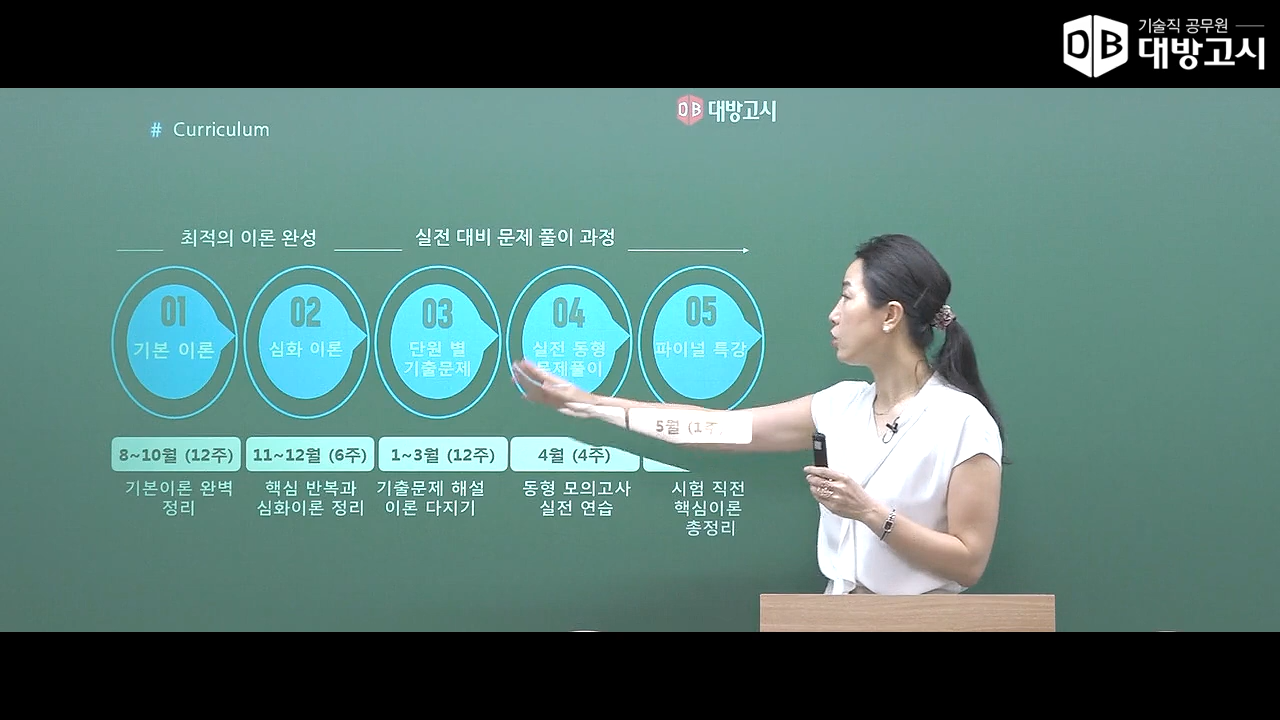 기술직 공무원
DB 대방고시
DB 대방고시
# Curriculum
최적의 이론 완성
실전 대비 문제 풀이 과정
01
기본 이론
02
심화 이론
03
단원 별
기출문제
04
실전 동형
문제풀이
05
파이널 특강
8~10월 (12주)
11~12월 (6주)
1~3월 (12주)
4월 (4주)
5월 (1주)
기본이론 완벽
정리
핵심 반복과
심화이론 정리
기출문제 해설
이론 다지기
동형 모의고사
실전 연습
시험 직전
핵심이론
총정리